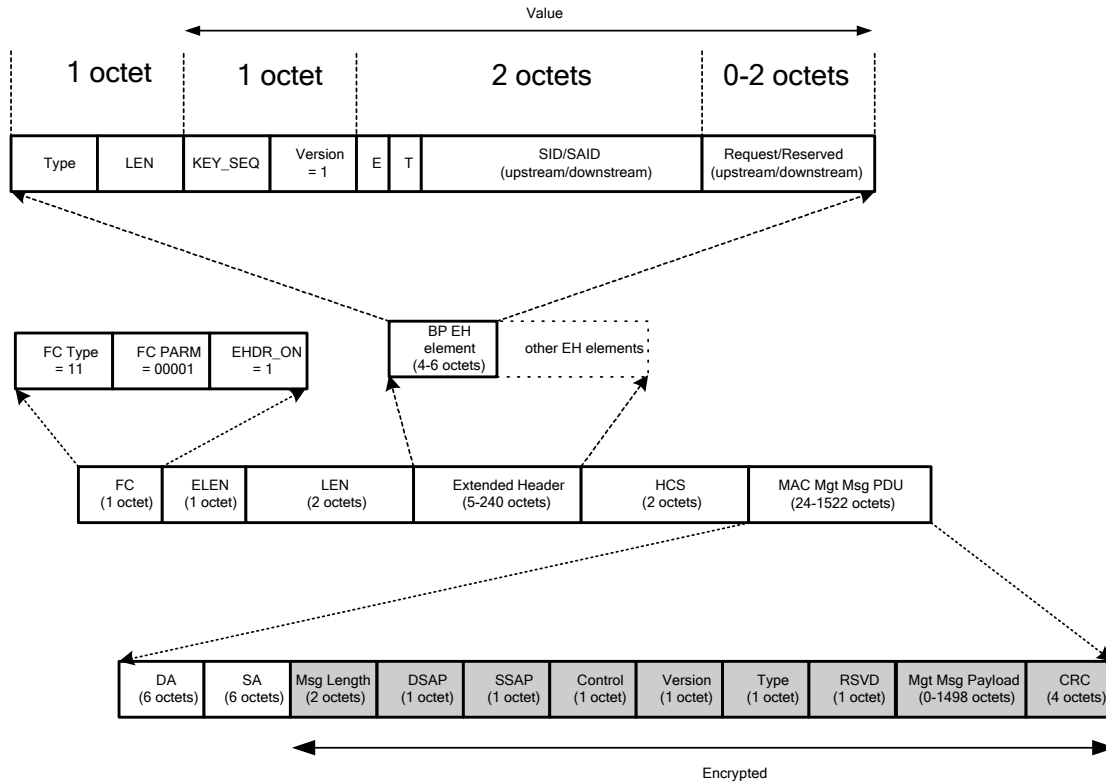 Value
1 octet 1 octet 2 octets 0-2 octets
Type LEN KEY_SEQ Version
= 1 E T SID/SAID
(upstream/downstream) Request/Reserved
(upstream/downstream)
BP EH
element
(4-6 octets)
other EH elements
FC Type
= 11
FC PARM
= 00001
EHDR_ON
= 1
FC
(1 octet)
ELEN
(1 octet)
LEN
(2 octets)
Extended Header
(5-240 octets)
HCS
(2 octets)
MAC Mgt Msg PDU
(24-1522 octets)
DA
(6 octets)
SA
(6 octets)
Msg Length
(2 octets)
DSAP
(1 octet)
SSAP
(1 octet)
Control
(1 octet)
Version
(1 octet)
Type
(1 octet)
RSVD
(1 octet)
Mgt Msg Payload
(0-1498 octets)
CRC
(4 octets)
Encrypted